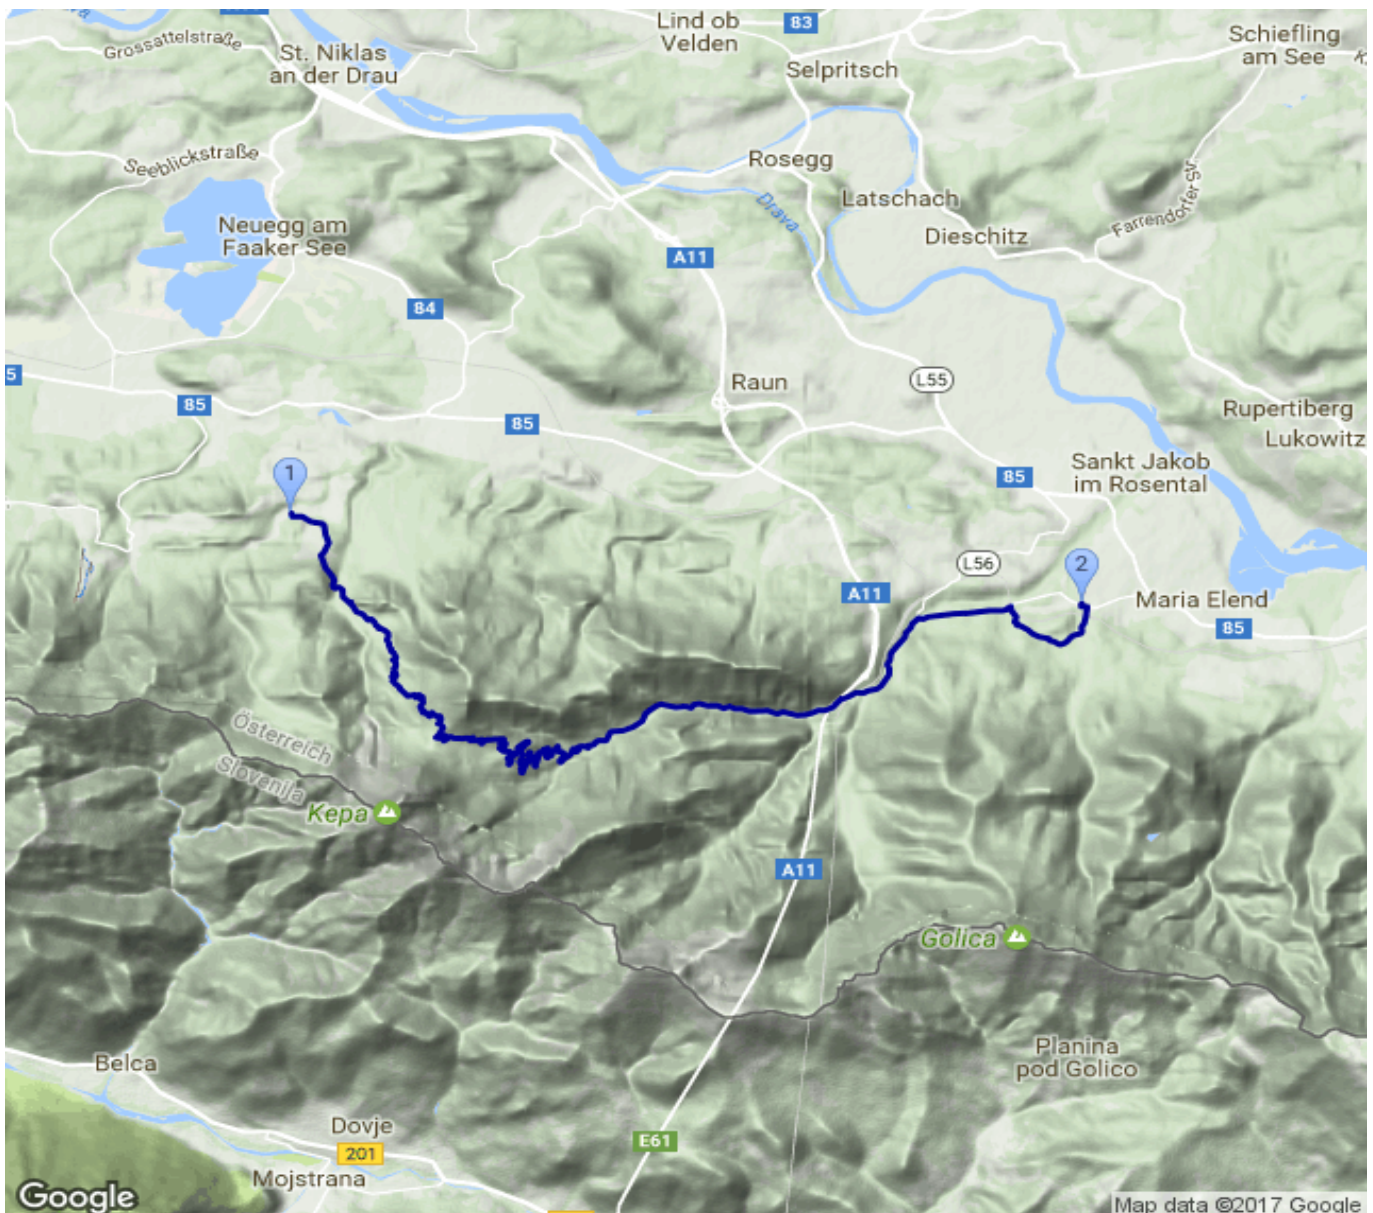 Drava
83
Lind ob
Velden
Schiefling
am See
K
Grossattelstraße
St. Niklas
an der Drau
Selpritsch
Seeblickstraße
Rosegg
Latschach
Farrendorfer Str.
Drava
Neuegg am
Faaker See
Dieschitz
A11
84
5
85
Raun
L55
85
Rupertiberg
Lukowitz
1
85
Sankt Jakob
im Rosental
L56
2
A11
Maria Elend
85
Österreich
Slovenija
Kepa
A11
Golica
Planina
pod Golico
Belca
Dovje
E61
201
Mojstrana
Google
Map data ©2017 Google